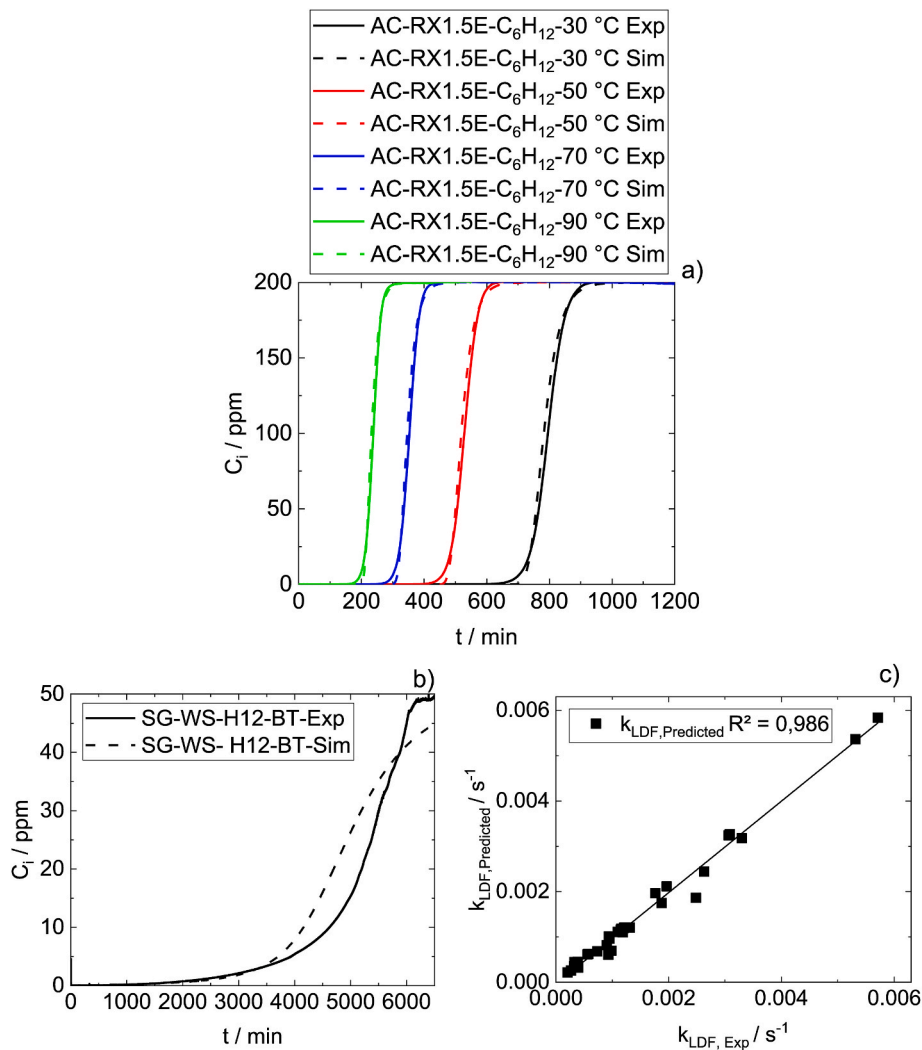 AC-RX1.5E-C₆H₁₂-30 °C Exp
AC-RX1.5E-C₆H₁₂-30 °C Sim
AC-RX1.5E-C₆H₁₂-50 °C Exp
AC-RX1.5E-C₆H₁₂-50 °C Sim
AC-RX1.5E-C₆H₁₂-70 °C Exp
AC-RX1.5E-C₆H₁₂-70 °C Sim
AC-RX1.5E-C₆H₁₂-90 °C Exp
AC-RX1.5E-C₆H₁₂-90 °C Sim
a)
200
150
100
50
0
Cᵢ / ppm
0 200 400 600 800 1000 1200
t / min
b)
SG-WS-H12-BT-Exp
SG-WS- H12-BT-Sim
50
40
30
20
10
0
Cᵢ / ppm
0 1000 2000 3000 4000 5000 6000
t / min
c)
k_LDF,Predicted R² = 0,986
0.006
0.004
0.002
0.000
k_LDF,Predicted / s⁻¹
0.000 0.002 0.004 0.006
k_LDF, Exp / s⁻¹